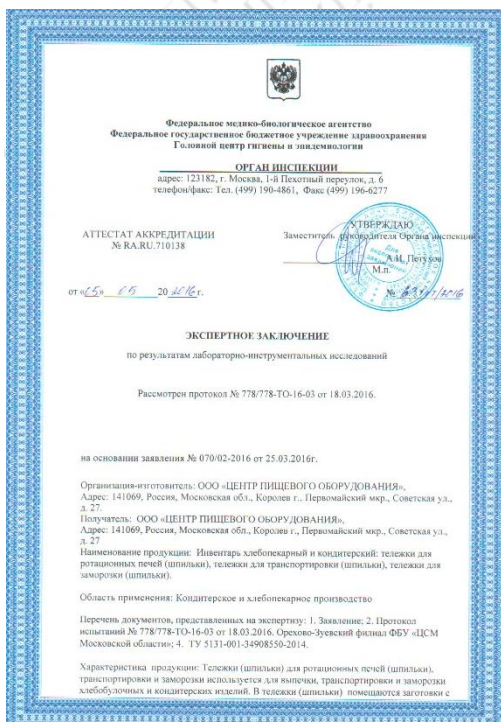 Федеральное медико-биологическое агентство
Федеральное государственное бюджетное учреждение здравоохранения
Головной центр гигиены и эпидемиологии
ОРГАН ИНСПЕКЦИИ
адрес: 123182, г. Москва, 1-й Пехотный переулок, д. 6
телефон/факс: Тел. (499) 190-4861, Факс (499) 196-6277
АТТЕСТАТ АККРЕДИТАЦИИ
№ RA.RU.710138
УТВЕРЖДАЮ
Заместитель руководителя Органа инспекции
А.И. Петухов
М.п.
от 20 2016 г.
№
ЭКСПЕРТНОЕ ЗАКЛЮЧЕНИЕ
по результатам лабораторно-инструментальных исследований
Рассмотрен протокол № 778/778-ТО-16-03 от 18.03.2016.
на основании заявления № 070/02-2016 от 25.03.2016г.
Организация-изготовитель: ООО «ЦЕНТР ПИЩЕВОГО ОБОРУДОВАНИЯ»,
Адрес: 141069, Россия, Московская обл., Королев г., Первомайский мкр., Советская ул.,
д. 27.
Получатель: ООО «ЦЕНТР ПИЩЕВОГО ОБОРУДОВАНИЯ»,
Адрес: 141069, Россия, Московская обл., Королев г., Первомайский мкр., Советская ул.,
д. 27
Наименование продукции: Инвентарь хлебопекарный и кондитерский: тележки для
ротационных печей (шпильки), тележки для транспортировки (шпильки), тележки для
заморозки (шпильки).
Область применения: Кондитерское и хлебопекарное производство
Перечень документов, представленных на экспертизу: 1. Заявление; 2. Протокол
испытаний № 778/778-ТО-16-03 от 18.03.2016. Орехово-Зуевский филиал ФБУ «ЦСМ
Московской области»; 4. ТУ 5131-001-34908550-2014.
Характеристика продукции: Тележки (шпильки) для ротационных печей (шпильки),
транспортировки и заморозки используется для выпечки, транспортировки и заморозки
хлебобулочных и кондитерских изделий. В тележки (шпильки) помещаются заготовки с